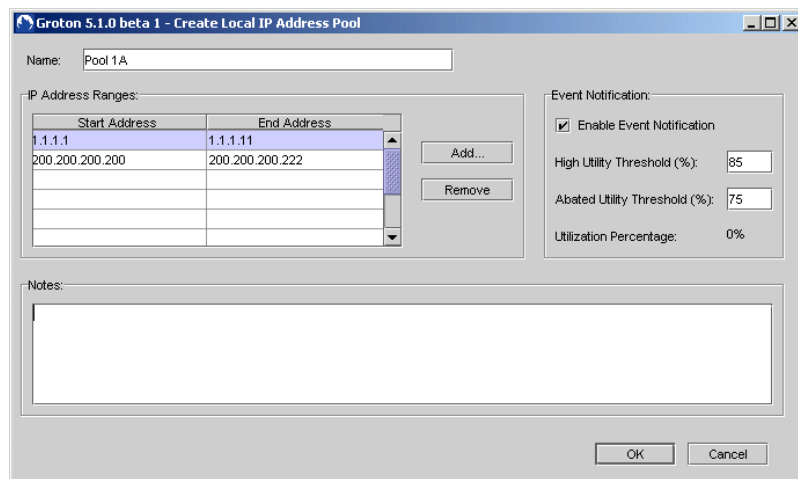 Groton 5.1.0 beta 1 - Create Local IP Address Pool
Name: Pool 1A
IP Address Ranges:
Start Address End Address
1.1.1.1 1.1.1.11
200.200.200.200 200.200.200.222
Add...
Remove
Event Notification:
Enable Event Notification
High Utility Threshold (%): 85
Abated Utility Threshold (%): 75
Utilization Percentage: 0%
Notes:
OK Cancel